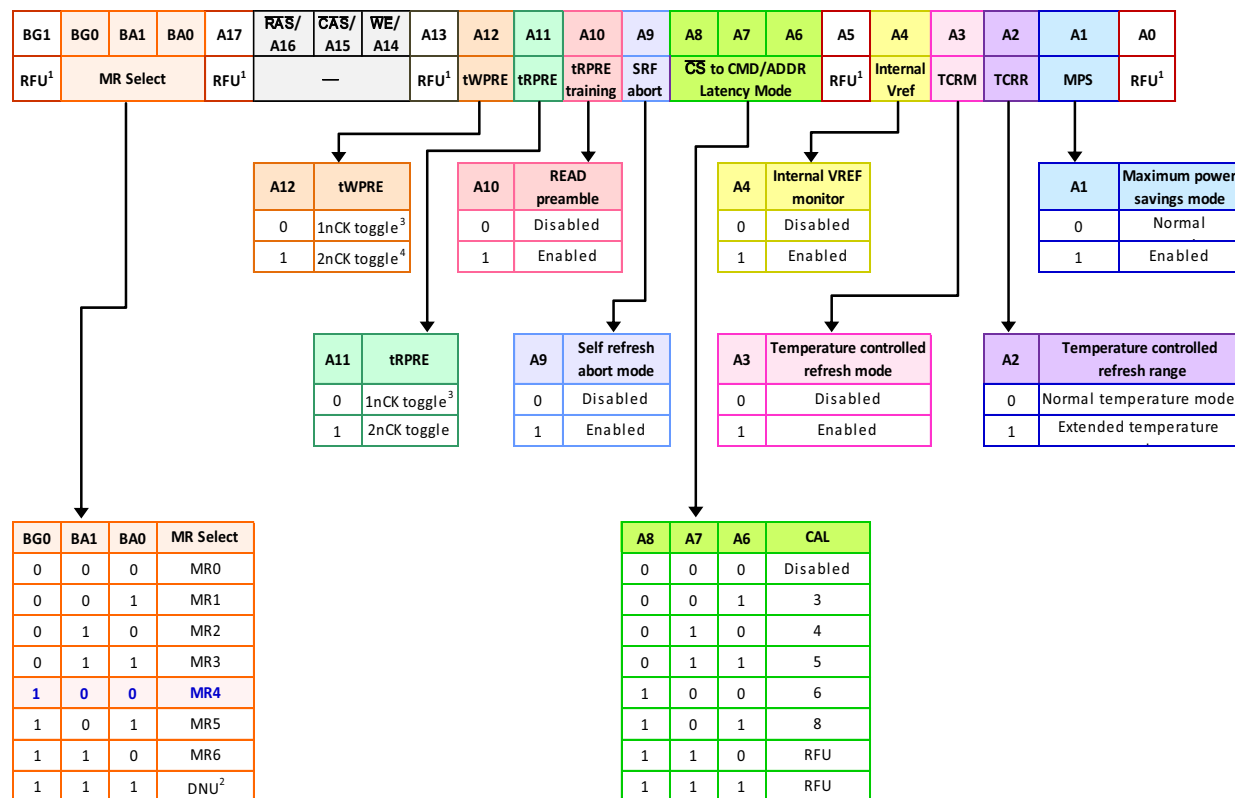 BG1 BG0 BA1 BA0 A17 RAS/ A16 CAS/ A15 WE/ A14 A13 A12 A11 A10 A9 A8 A7 A6 A5 A4 A3 A2 A1 A0
RFU¹ MR Select RFU¹ — RFU¹ tWPRE tRPRE tRPRE training SRF abort CS to CMD/ADDR Latency Mode RFU¹ Internal Vref TCRM TCRR MPS RFU¹
A12 tWPRE
0 1nCK toggle³
1 2nCK toggle⁴
A10 READ preamble
0 Disabled
1 Enabled
A4 Internal VREF monitor
0 Disabled
1 Enabled
A1 Maximum power savings mode
0 Normal
1 Enabled
A11 tRPRE
0 1nCK toggle³
1 2nCK toggle
A9 Self refresh abort mode
0 Disabled
1 Enabled
A3 Temperature controlled refresh mode
0 Disabled
1 Enabled
A2 Temperature controlled refresh range
0 Normal temperature mode
1 Extended temperature
BG0 BA1 BA0 MR Select
0 0 0 MR0
0 0 1 MR1
0 1 0 MR2
0 1 1 MR3
1 0 0 MR4
1 0 1 MR5
1 1 0 MR6
1 1 1 DNU²
A8 A7 A6 CAL
0 0 0 Disabled
0 0 1 3
0 1 0 4
0 1 1 5
1 0 0 6
1 0 1 8
1 1 0 RFU
1 1 1 RFU